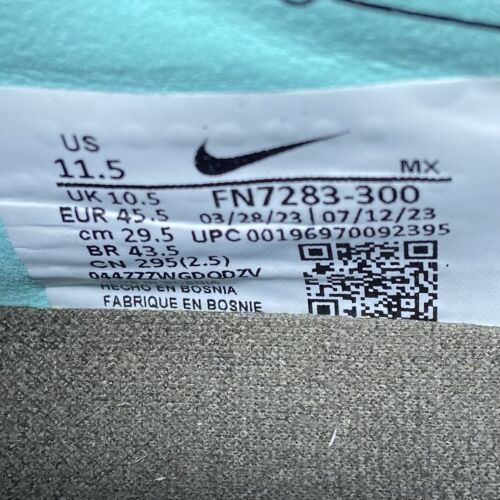 US
11.5
MX
UK 10.5
FN7283-300
EUR 45.5
03/28/23 | 07/12/23
cm 29.5
UPC 00196970092395
BR 43.5
CN 295(2.5)
044ZZZWGDQDZV
HECHO EN BOSNIA
FABRIQUE EN BOSNIE